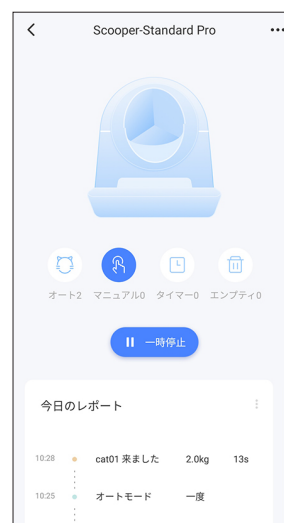 Scooper-Standard Pro
オート2 マニュアル0 タイマー0 エンプティ0
一時停止
今日のレポート
10:28 cat01 来ました 2.0kg 13s
10:25 オートモード 一度